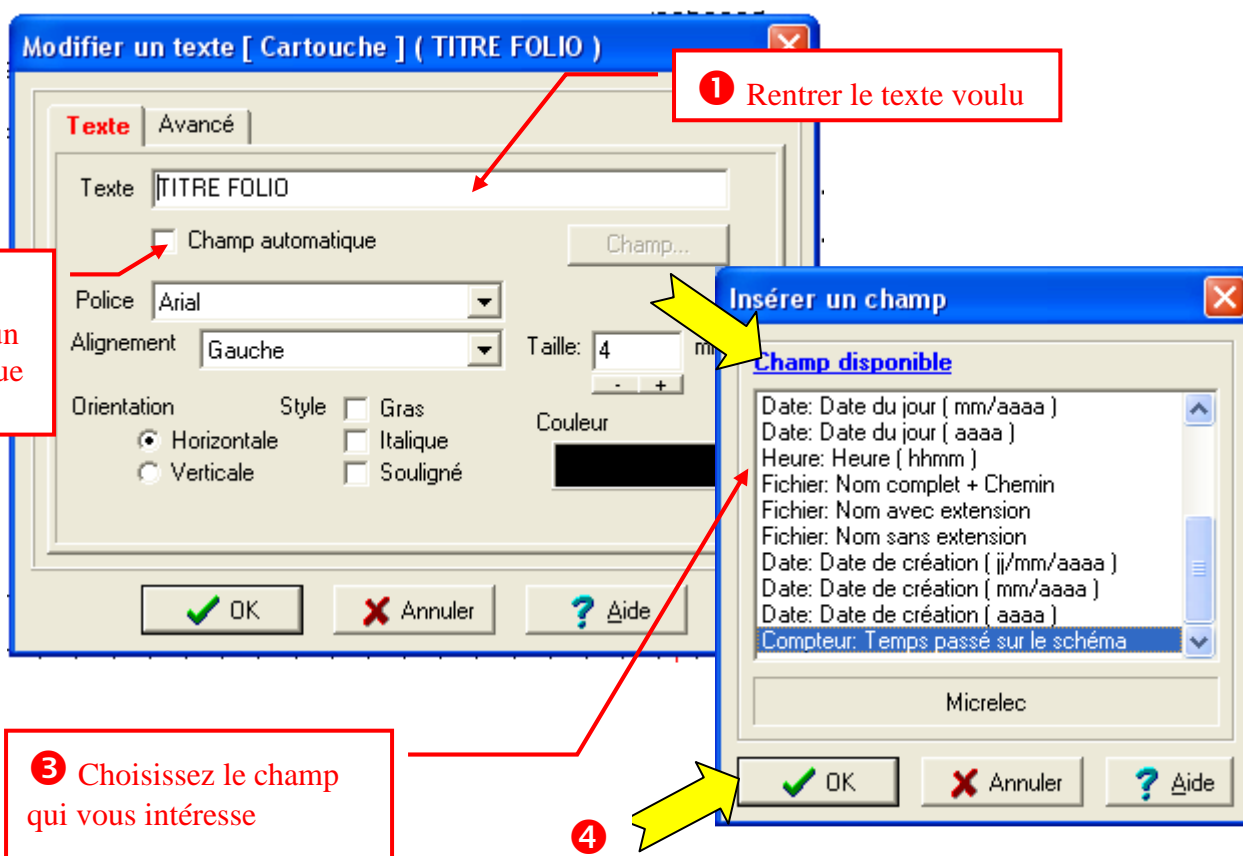 Modifier un texte [ Cartouche ] ( TITRE FOLIO )
❶ Rentrer le texte voulu
Texte Avancé
Texte TITRE FOLIO
Champ automatique Champ...
Police Arial
Alignement Gauche Taille: 4
Orientation Style Gras Couleur
Horizontale Italique
Verticale Souligné
OK Annuler Aide
Insérer un champ
Champ disponible
Date: Date du jour ( mm/aaaa )
Date: Date du jour ( aaaa )
Heure: Heure ( hhmm )
Fichier: Nom complet + Chemin
Fichier: Nom avec extension
Fichier: Nom sans extension
Date: Date de création ( jj/mm/aaaa )
Date: Date de création ( mm/aaaa )
Date: Date de création ( aaaa )
Compteur: Temps passé sur le schéma
Micrelec
OK Annuler Aide
❸ Choisissez le champ
qui vous intéresse
❹